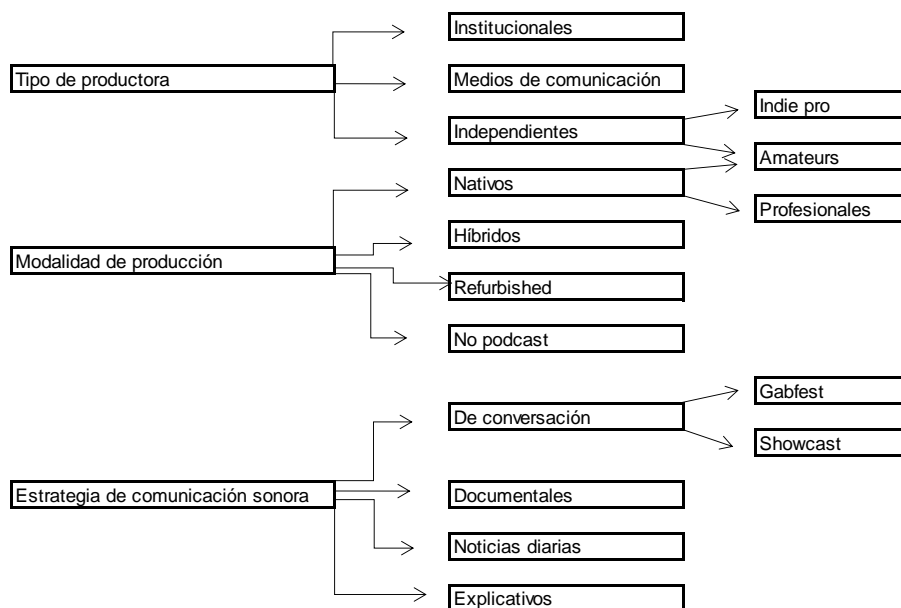 Institucionales
Tipo de productora
Medios de comunicación
Indie pro
Independientes
Amateurs
Nativos
Profesionales
Híbridos
Modalidad de producción
Refurbished
No podcast
Gabfest
De conversación
Showcast
Estrategia de comunicación sonora
Documentales
Noticias diarias
Explicativos